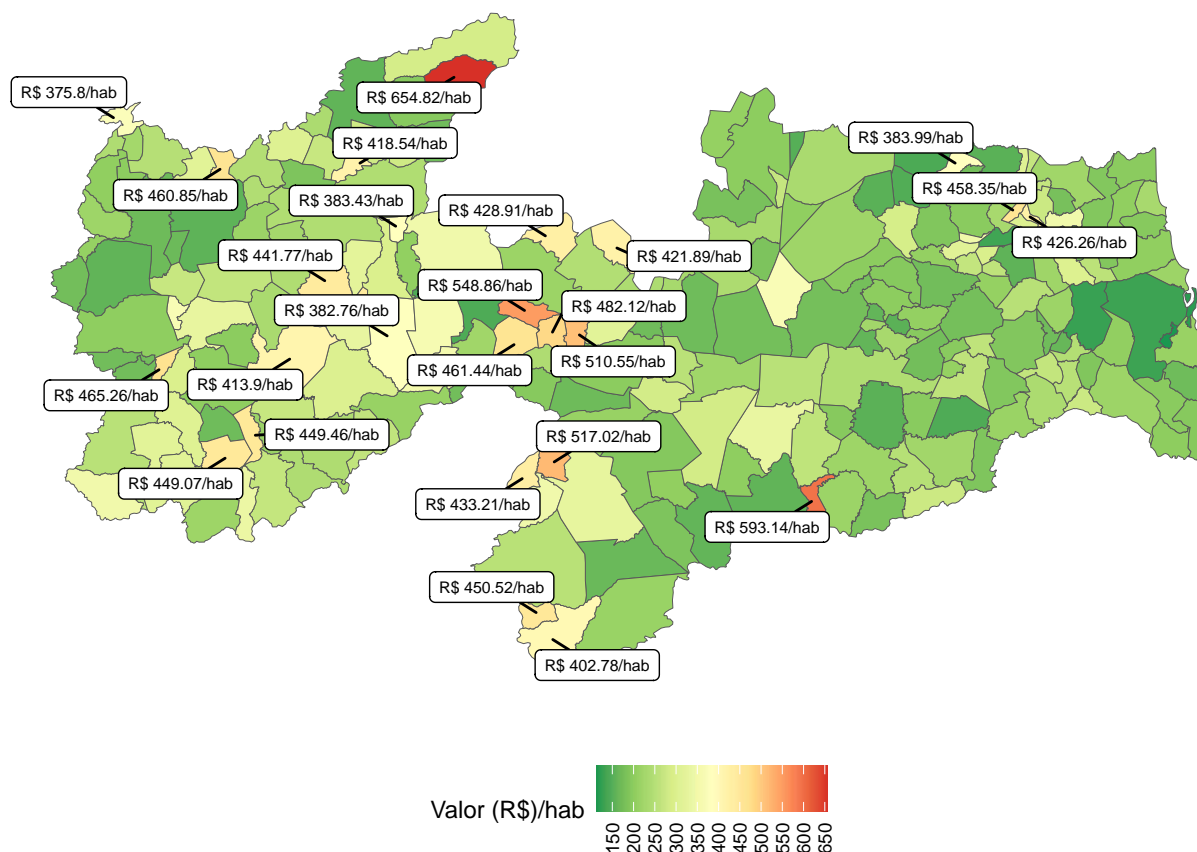 R$ 375.8/hab
R$ 654.82/hab
R$ 418.54/hab
R$ 383.99/hab
R$ 460.85/hab
R$ 458.35/hab
R$ 383.43/hab
R$ 428.91/hab
R$ 426.26/hab
R$ 441.77/hab
R$ 421.89/hab
R$ 548.86/hab
R$ 382.76/hab
R$ 482.12/hab
R$ 510.55/hab
R$ 461.44/hab
R$ 413.9/hab
R$ 465.26/hab
R$ 449.46/hab
R$ 517.02/hab
R$ 449.07/hab
R$ 433.21/hab
R$ 593.14/hab
R$ 450.52/hab
R$ 402.78/hab
Valor (R$)/hab
150
200
250
300
350
400
450
500
550
600
650